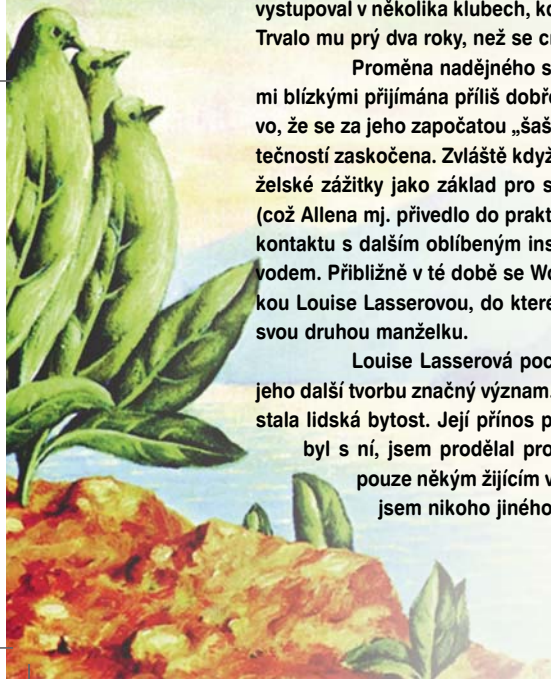 vystupoval v několika klubech, kd
Trvalo mu prý dva roky, než se c
Proměna nadějného s
mi blízkými přijímána příliš dobře
vo, že se za jeho započatou „šaš
tečností zaskočena. Zvláště když
želské zážitky jako základ pro s
(což Allena mj. přivedlo do prakt
kontaktu s dalším oblíbeným ins
vodem. Přibližně v té době se Wo
kou Louise Lasserovou, do které
svou druhou manželku.
Louise Lasserová poc
jeho další tvorbu značný význam.
stala lidská bytost. Její přínos p
byl s ní, jsem prodělal pro
pouze někým žijícím v
jsem nikoho jiného